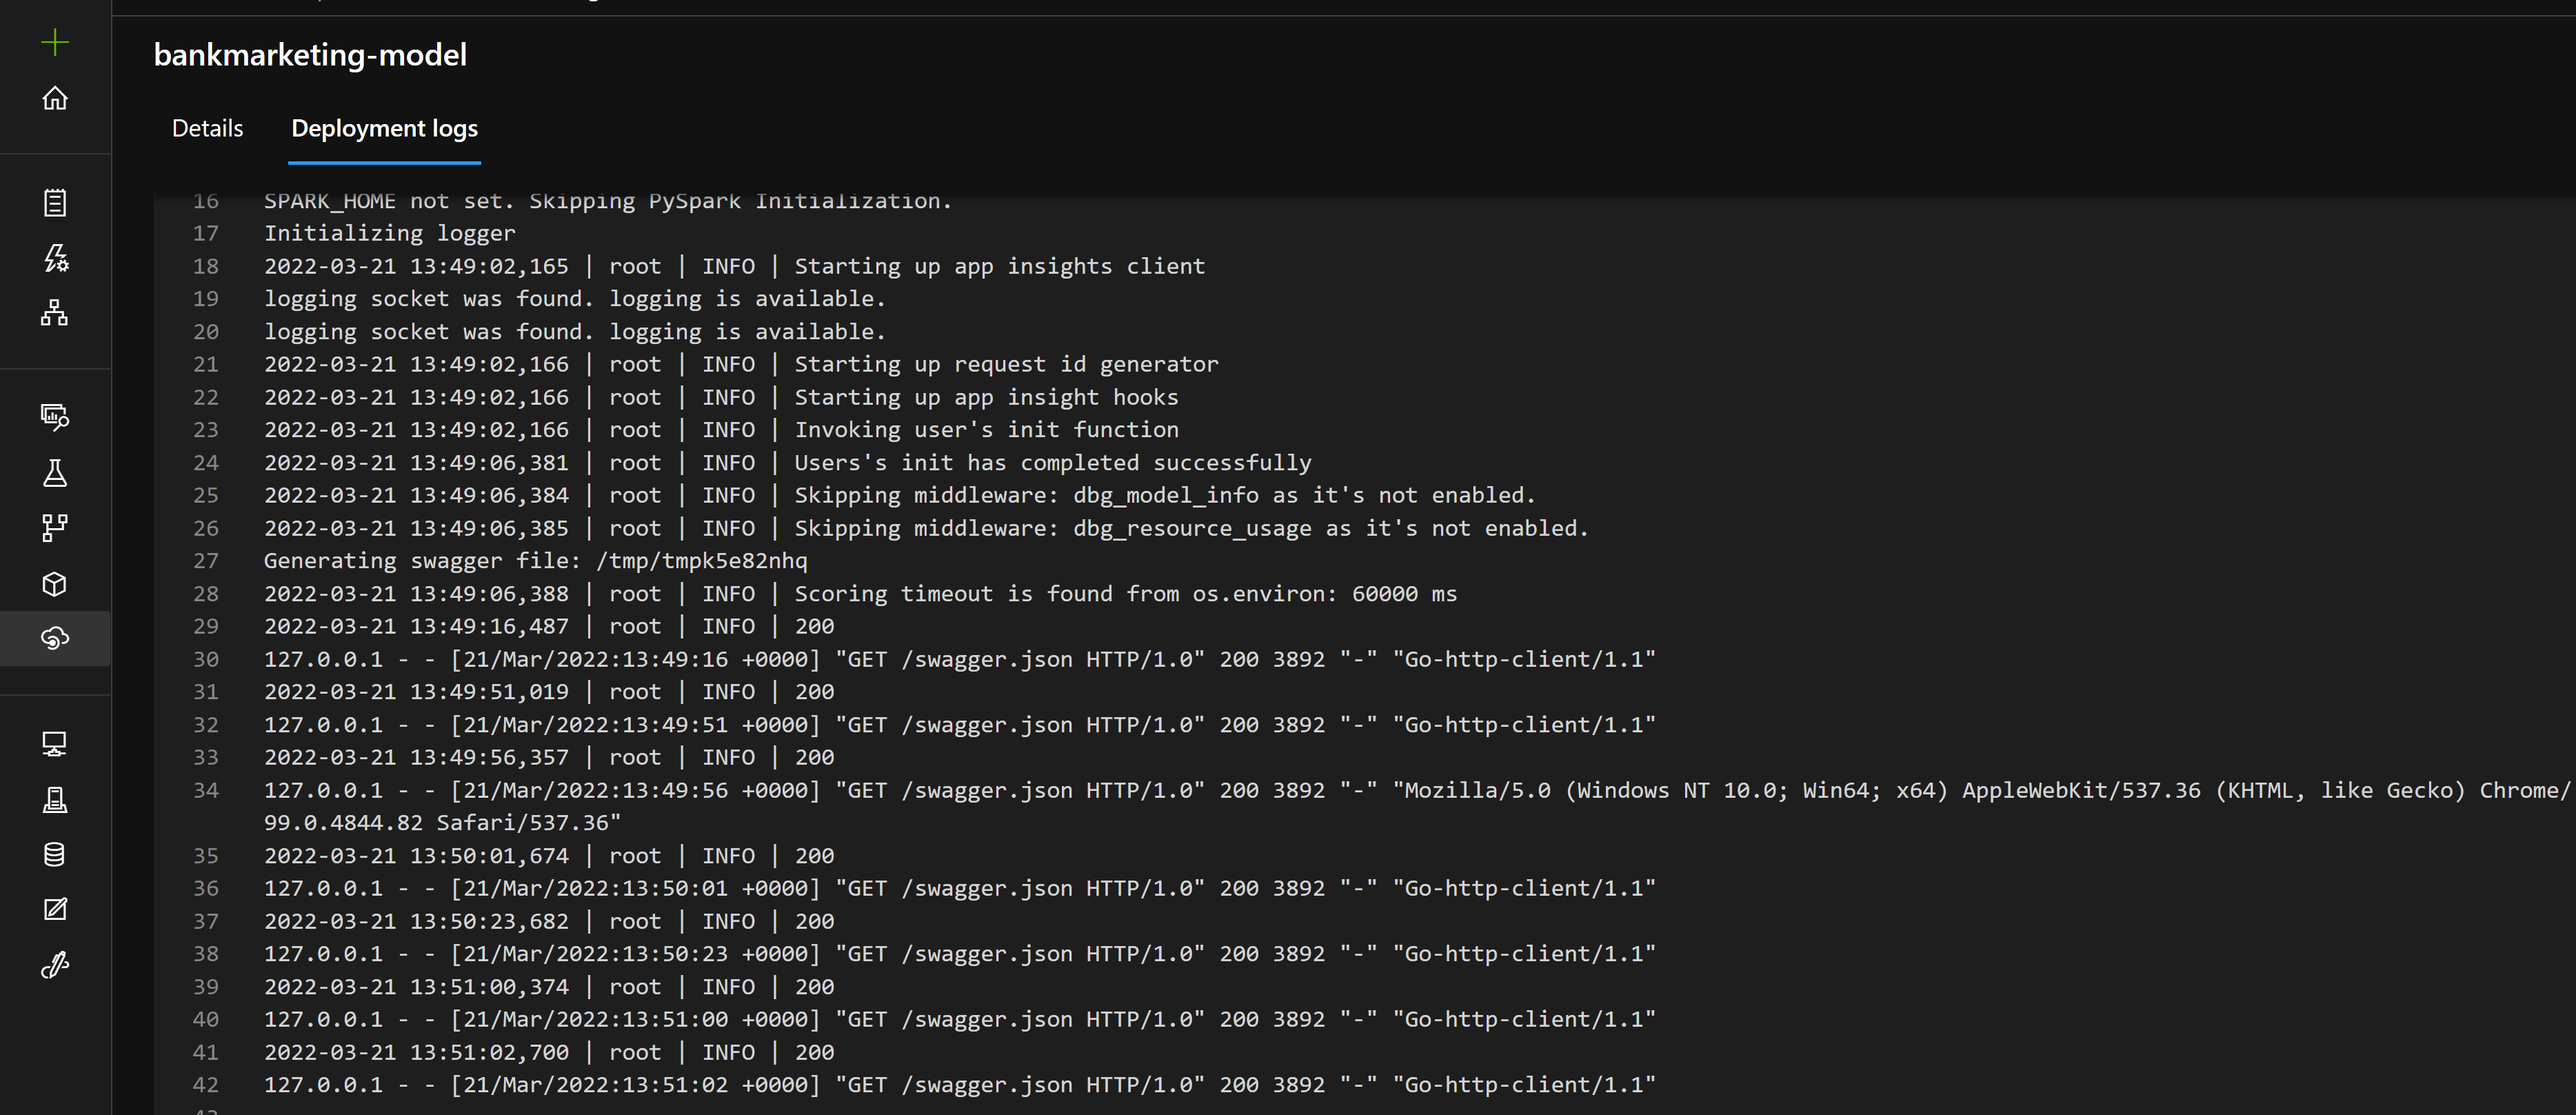 bankmarketing-model
Details Deployment logs
16 SPARK_HOME not set. Skipping PySpark Initialization.
17 Initializing logger
18 2022-03-21 13:49:02,165 | root | INFO | Starting up app insights client
19 logging socket was found. logging is available.
20 logging socket was found. logging is available.
21 2022-03-21 13:49:02,166 | root | INFO | Starting up request id generator
22 2022-03-21 13:49:02,166 | root | INFO | Starting up app insight hooks
23 2022-03-21 13:49:02,166 | root | INFO | Invoking user's init function
24 2022-03-21 13:49:06,381 | root | INFO | Users's init has completed successfully
25 2022-03-21 13:49:06,384 | root | INFO | Skipping middleware: dbg_model_info as it's not enabled.
26 2022-03-21 13:49:06,385 | root | INFO | Skipping middleware: dbg_resource_usage as it's not enabled.
27 Generating swagger file: /tmp/tmpk5e82nhq
28 2022-03-21 13:49:06,388 | root | INFO | Scoring timeout is found from os.environ: 60000 ms
29 2022-03-21 13:49:16,487 | root | INFO | 200
30 127.0.0.1 - - [21/Mar/2022:13:49:16 +0000] "GET /swagger.json HTTP/1.0" 200 3892 "-" "Go-http-client/1.1"
31 2022-03-21 13:49:51,019 | root | INFO | 200
32 127.0.0.1 - - [21/Mar/2022:13:49:51 +0000] "GET /swagger.json HTTP/1.0" 200 3892 "-" "Go-http-client/1.1"
33 2022-03-21 13:49:56,357 | root | INFO | 200
34 127.0.0.1 - - [21/Mar/2022:13:49:56 +0000] "GET /swagger.json HTTP/1.0" 200 3892 "-" "Mozilla/5.0 (Windows NT 10.0; Win64; x64) AppleWebKit/537.36 (KHTML, like Gecko) Chrome/
99.0.4844.82 Safari/537.36"
35 2022-03-21 13:50:01,674 | root | INFO | 200
36 127.0.0.1 - - [21/Mar/2022:13:50:01 +0000] "GET /swagger.json HTTP/1.0" 200 3892 "-" "Go-http-client/1.1"
37 2022-03-21 13:50:23,682 | root | INFO | 200
38 127.0.0.1 - - [21/Mar/2022:13:50:23 +0000] "GET /swagger.json HTTP/1.0" 200 3892 "-" "Go-http-client/1.1"
39 2022-03-21 13:51:00,374 | root | INFO | 200
40 127.0.0.1 - - [21/Mar/2022:13:51:00 +0000] "GET /swagger.json HTTP/1.0" 200 3892 "-" "Go-http-client/1.1"
41 2022-03-21 13:51:02,700 | root | INFO | 200
42 127.0.0.1 - - [21/Mar/2022:13:51:02 +0000] "GET /swagger.json HTTP/1.0" 200 3892 "-" "Go-http-client/1.1"